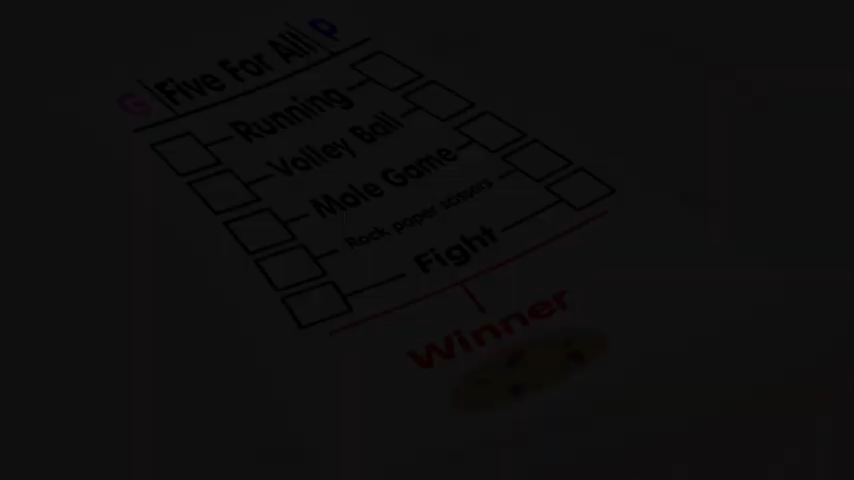 G Five For All! P
Running
Volley Ball
Male Game
Rock paper scissors
Fight
Winner